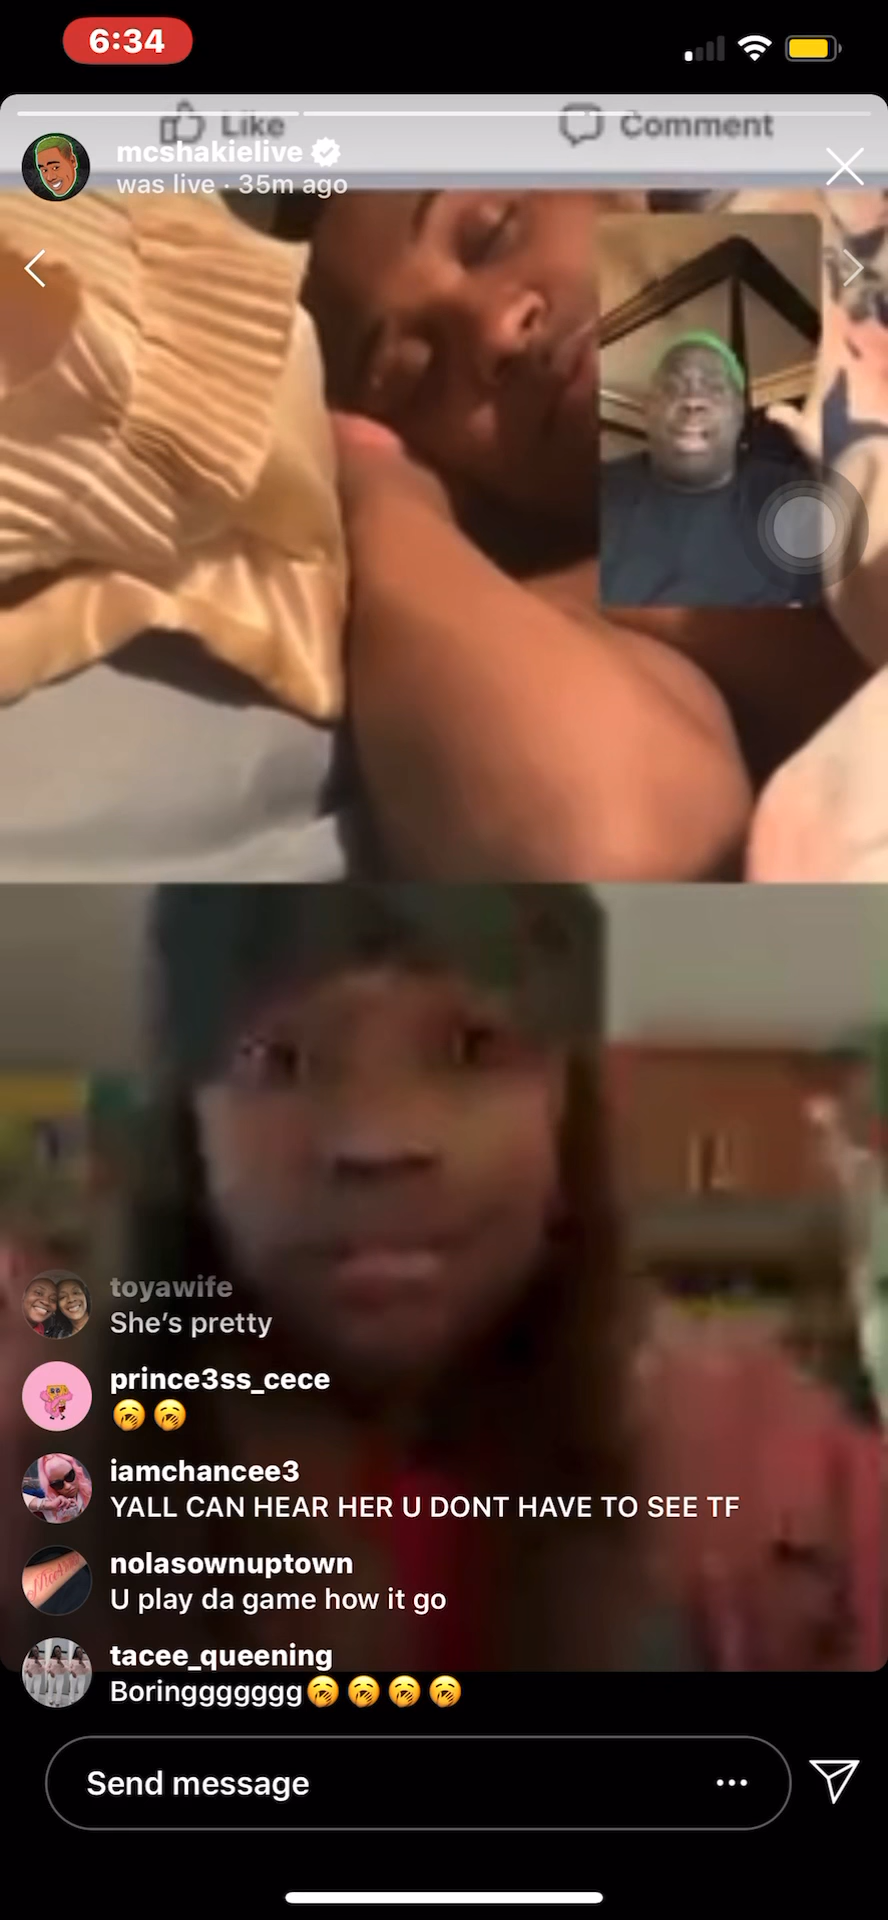 6:34
Like
Comment
mcshakielive
was live · 35m ago
toyawife
She's pretty
prince3ss_cece
🥱🥱
iamchancee3
YALL CAN HEAR HER U DONT HAVE TO SEE TF
nolasownuptown
U play da game how it go
tacee_queening
Boringgggggg🥱🥱🥱🥱
Send message